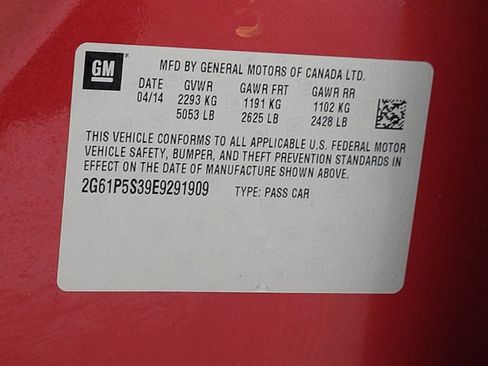 GM
MFD BY GENERAL MOTORS OF CANADA LTD.
DATE GVWR GAWR FRT GAWR RR
04/14 2293 KG 1191 KG 1102 KG
5053 LB 2625 LB 2428 LB
THIS VEHICLE CONFORMS TO ALL APPLICABLE U.S. FEDERAL MOTOR
VEHICLE SAFETY, BUMPER, AND THEFT PREVENTION STANDARDS IN
EFFECT ON THE DATE OF MANUFACTURE SHOWN ABOVE.
2G61P5S39E9291909 TYPE: PASS CAR